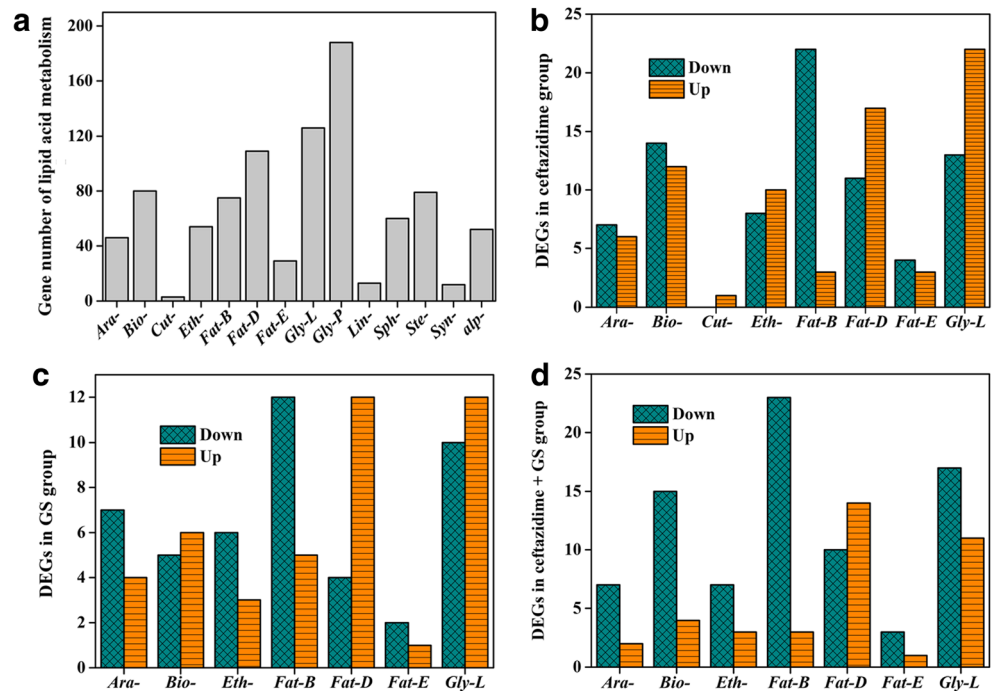 a
Gene number of lipid acid metabolism
200
160
120
80
40
0
Ara- Bio- Cut- Eth- Fat-B Fat-D Fat-E Gly-L Gly-P Lin- Sph- Ste- Syn- alp-
b
DEGs in ceftazidime group
25
20
15
10
5
0
Down
Up
Ara- Bio- Cut- Eth- Fat-B Fat-D Fat-E Gly-L
c
DEGs in GS group
12
10
8
6
4
2
0
Down
Up
Ara- Bio- Eth- Fat-B Fat-D Fat-E Gly-L
d
DEGs in ceftazidime + GS group
25
20
15
10
5
0
Down
Up
Ara- Bio- Eth- Fat-B Fat-D Fat-E Gly-L